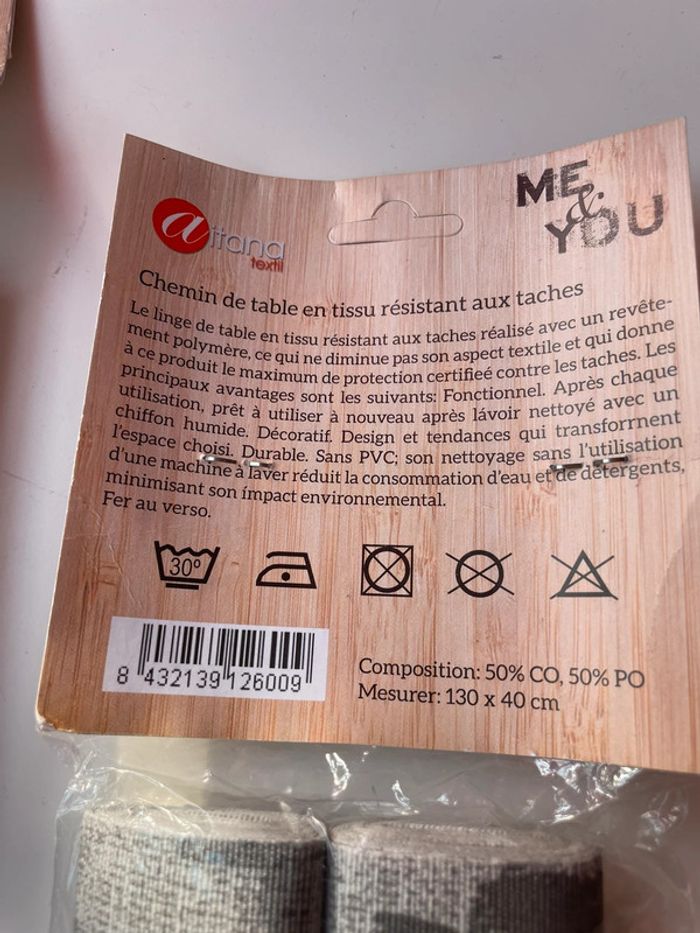 aitana
textil
ME
&
YOU
Chemin de table en tissu résistant aux taches
Le linge de table en tissu résistant aux taches réalisé avec un revête-
ment polymère, ce qui ne diminue pas son aspect textile et qui donne
à ce produit le maximum de protection certifieé contre les taches. Les
principaux avantages sont les suivants: Fonctionnel. Après chaque
utilisation, prêt à utiliser à nouveau après lávoir nettoyé avec un
chiffon humide. Décoratif. Design et tendances qui transforrnent
l'espace choisi. Durable. Sans PVC; son nettoyage sans l'utilisation
d'une machine à laver réduit la consommation d'eau et de détergents,
minimisant son ímpact environnemental.
Fer au verso.
30º
8 432139 126009
Composition: 50% CO, 50% PO
Mesurer: 130 x 40 cm